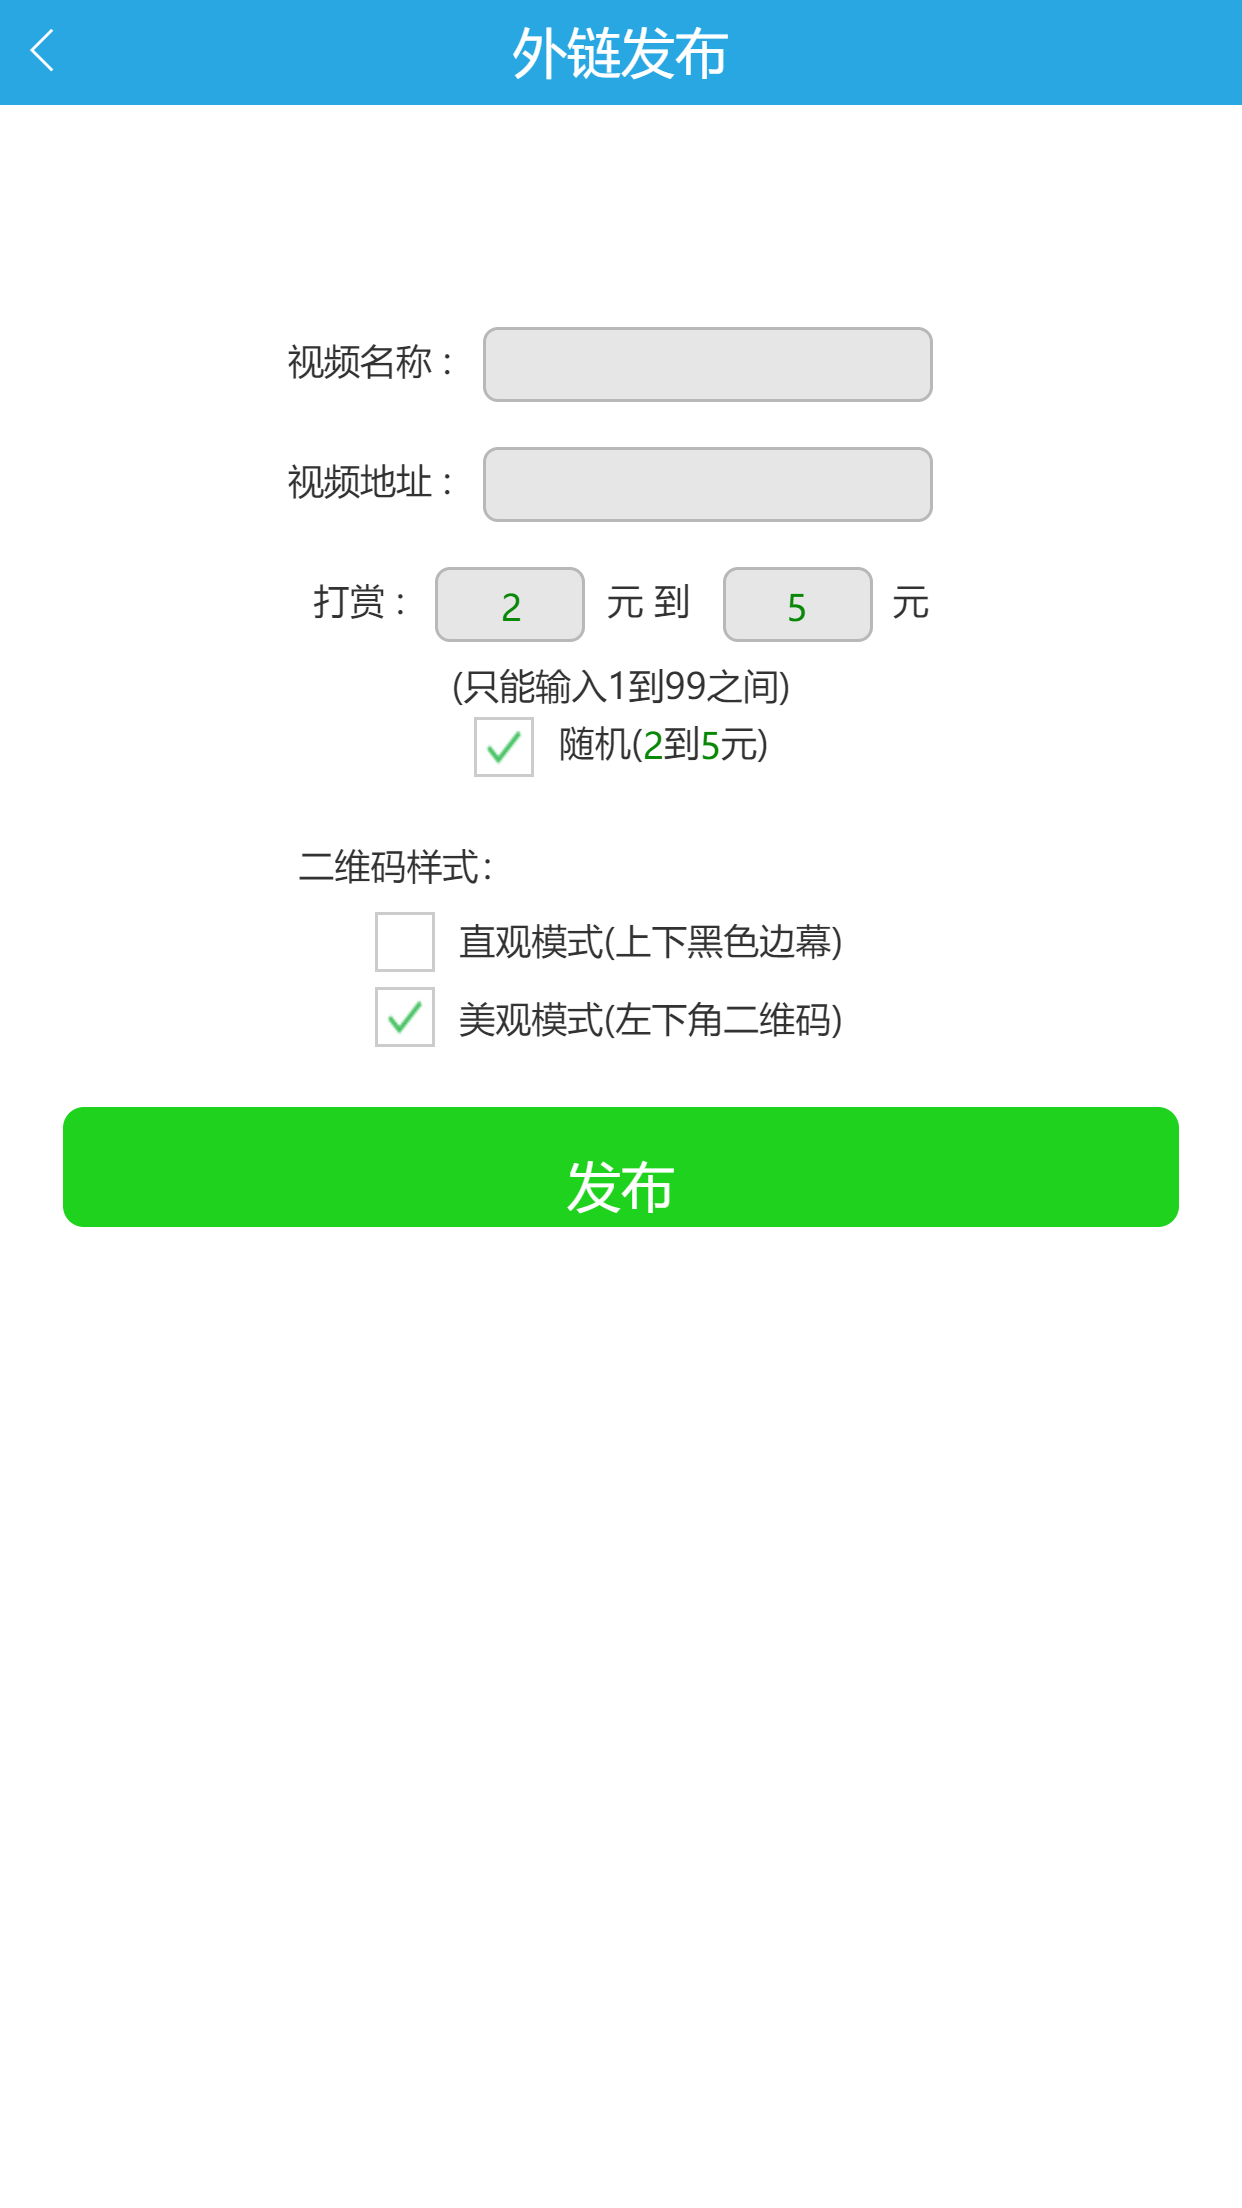 外链发布
视频名称：
视频地址：
打赏： 2 元 到 5 元
(只能输入1到99之间)
随机(2到5元)
二维码样式：
直观模式(上下黑色边幕)
美观模式(左下角二维码)
发布